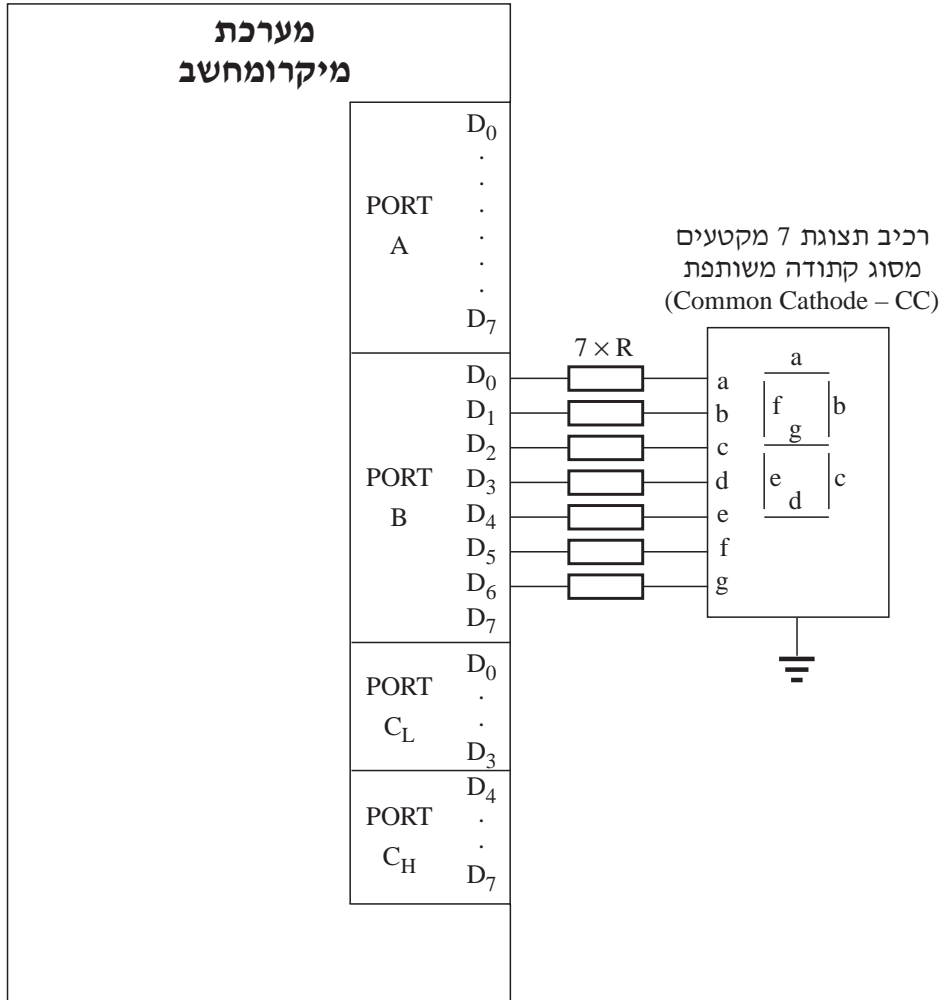 מערכת
מיקרומחשב
PORT
A
D0
.
.
.
.
.
.
D7
רכיב תצוגת 7 מקטעים
מסוג קתודה משותפת
(Common Cathode – CC)
7 × R
PORT
B
D0
D1
D2
D3
D4
D5
D6
D7
a
b
c
d
e
f
g
a
f b
g
e c
d
PORT
CL
D0
.
.
D3
PORT
CH
D4
.
.
D7